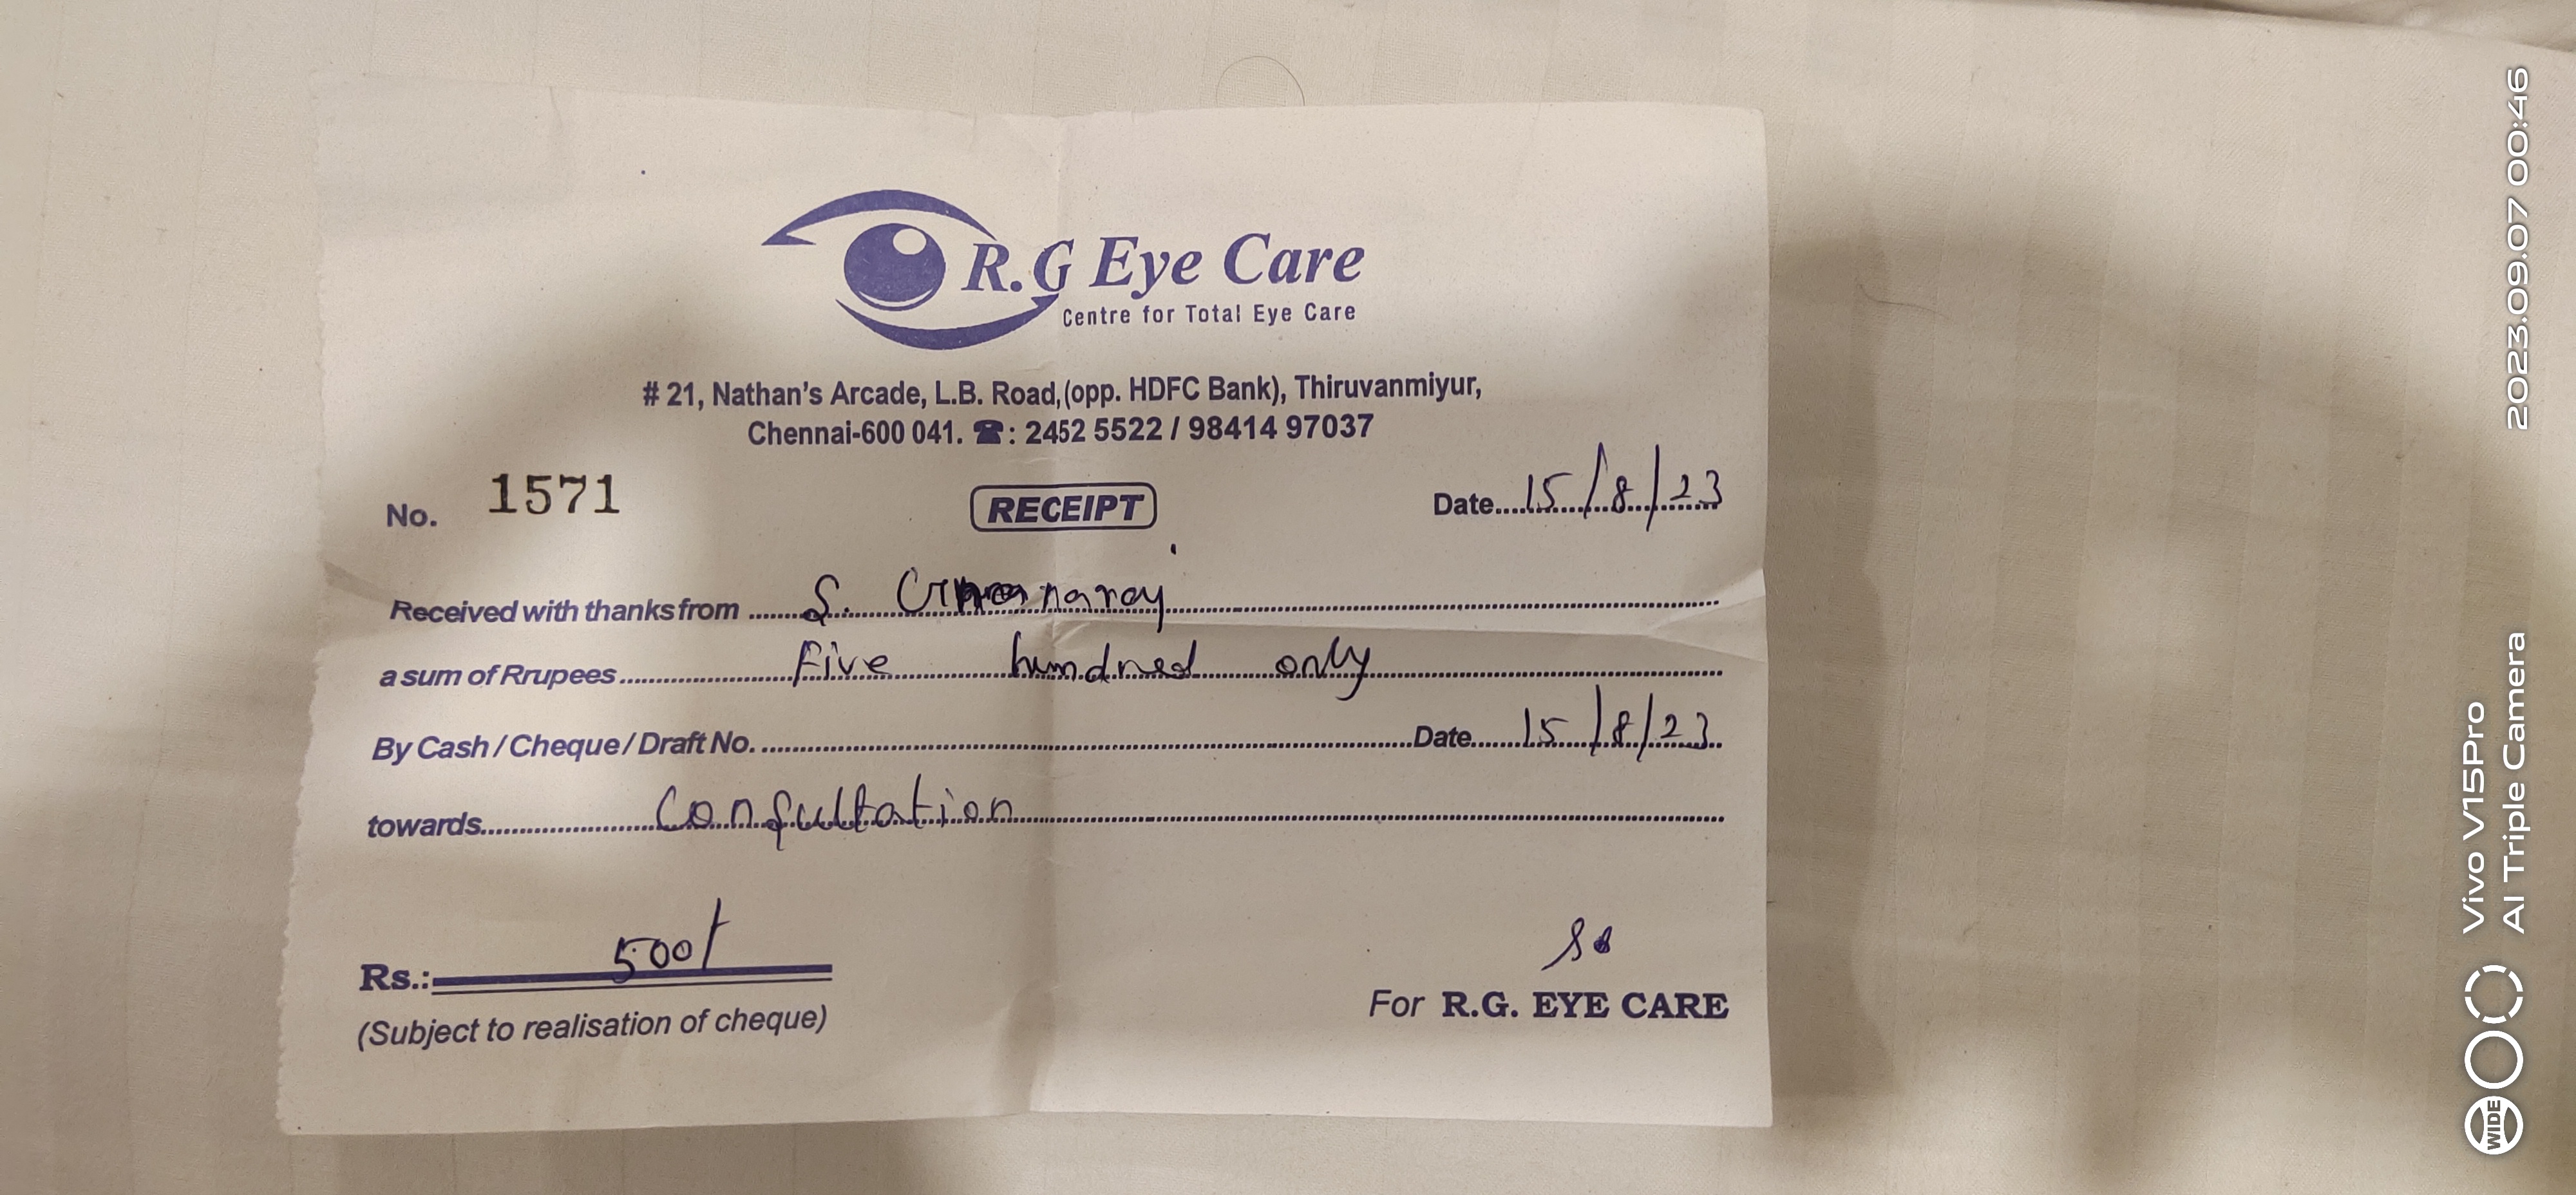 R.G Eye Care
Centre for Total Eye Care
# 21, Nathan's Arcade, L.B. Road,(opp. HDFC Bank), Thiruvanmiyur,
Chennai-600 041. ☎: 2452 5522 / 98414 97037
RECEIPT
No. 1571 Date 15/8/23
Received with thanks from S.
a sum of Rrupees Five hundred only
By Cash / Cheque / Draft No. Date 15/8/23
towards Consultation
Rs.: 500/
(Subject to realisation of cheque) For R.G. EYE CARE
WIDE
Vivo V15Pro
AI Triple Camera
2023.09.07 00:46